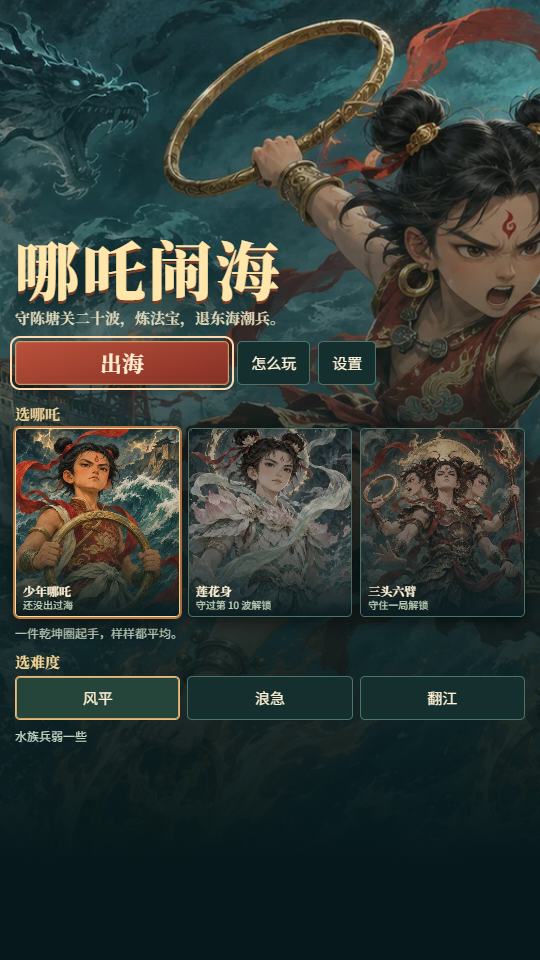 哪吒闹海
守陈塘关二十波，炼法宝，退东海潮兵。
出海
怎么玩
设置
选哪吒
少年哪吒
还没出过海
莲花身
守过第 10 波解锁
三头六臂
守住一局解锁
一件乾坤圈起手，样样都平均。
选难度
风平
浪急
翻江
水族兵弱一些